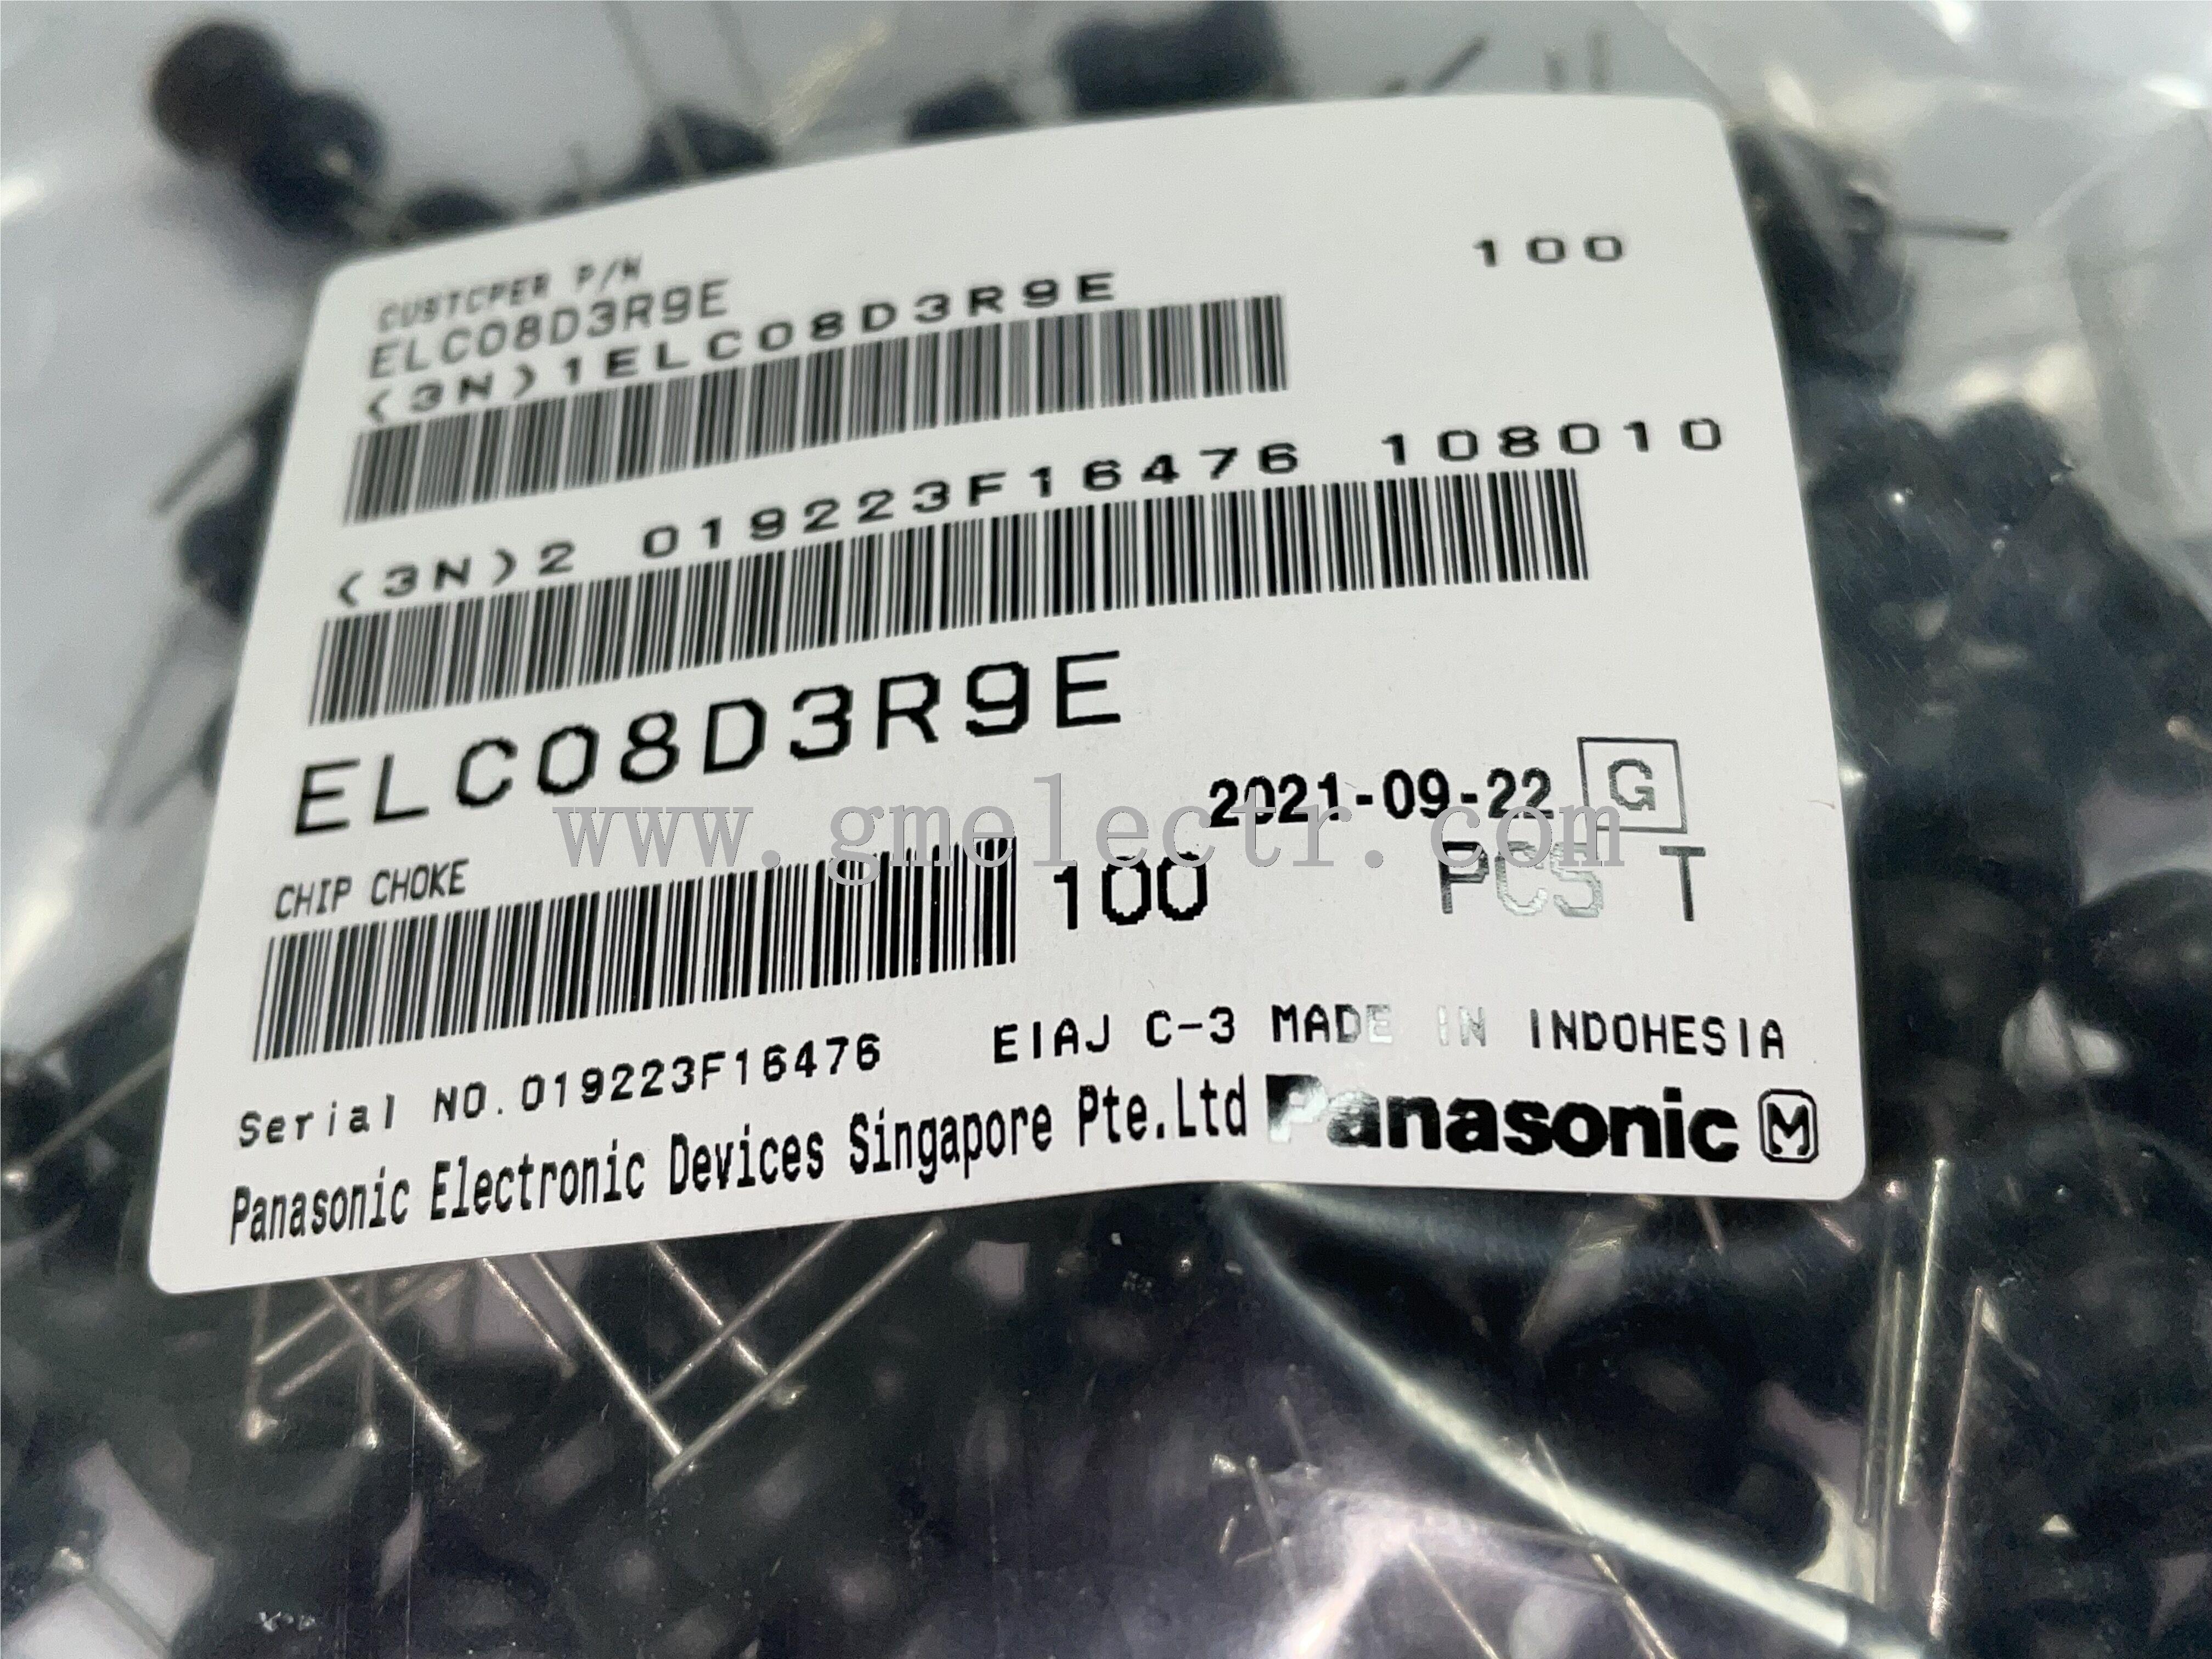 CUSTCPER P/N
ELC08D3R9E
100
(3N)1ELC08D3R9E
(3N)2 019223F16476 108010
ELC08D3R9E
2021-09-22 G
www.gmelectr.com
CHIP CHOKE
100 PCS T
Serial NO.019223F16476 EIAJ C-3 MADE IN INDOHESIA
Panasonic Electronic Devices Singapore Pte.Ltd Panasonic M